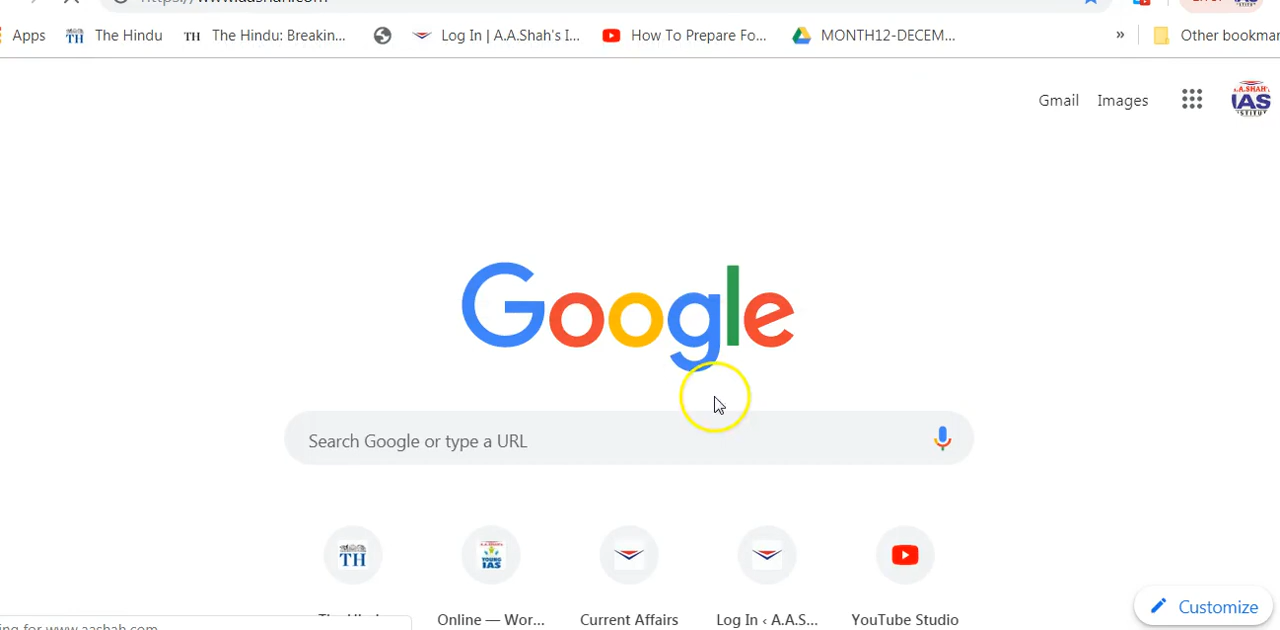 Apps
The Hindu
TH The Hindu: Breakin...
Log In | A.A.Shah's I...
How To Prepare Fo...
MONTH12-DECEM...
»
Other bookmar
Gmail
Images
A.A.SHAH'
IAS
Google
Search Google or type a URL
TH
YOUNG
IAS
Online — Wor...
Current Affairs
Log In ‹ A.A.S...
YouTube Studio
Customize